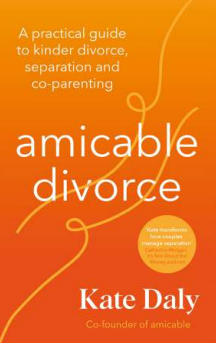 A practical guide
to kinder divorce,
separation and
co-parenting
amicable
divorce
'Kate transforms
how couples
manage separation'
Kate Daly
Co-founder of amicable